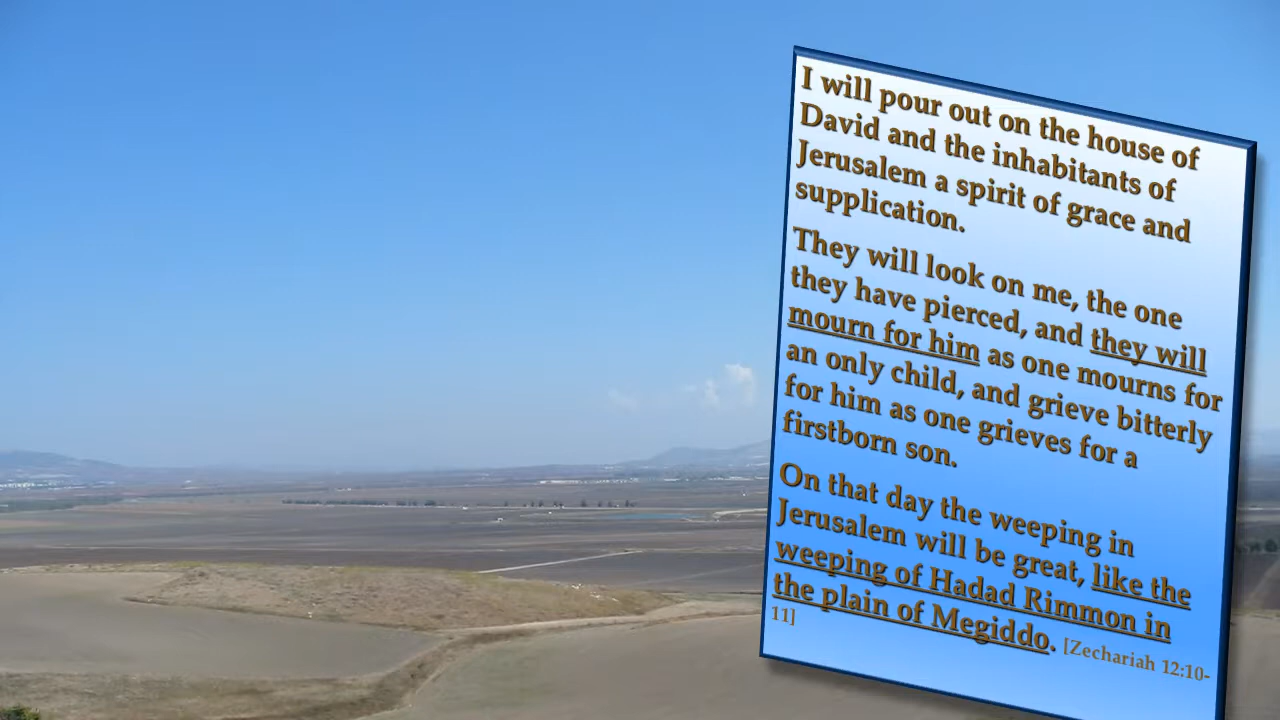 I will pour out on the house of
David and the inhabitants of
Jerusalem a spirit of grace and
supplication.
They will look on me, the one
they have pierced, and they will
mourn for him as one mourns for
an only child, and grieve bitterly
for him as one grieves for a
firstborn son.
On that day the weeping in
Jerusalem will be great, like the
weeping of Hadad Rimmon in
the plain of Megiddo. [Zechariah 12:10-
11]